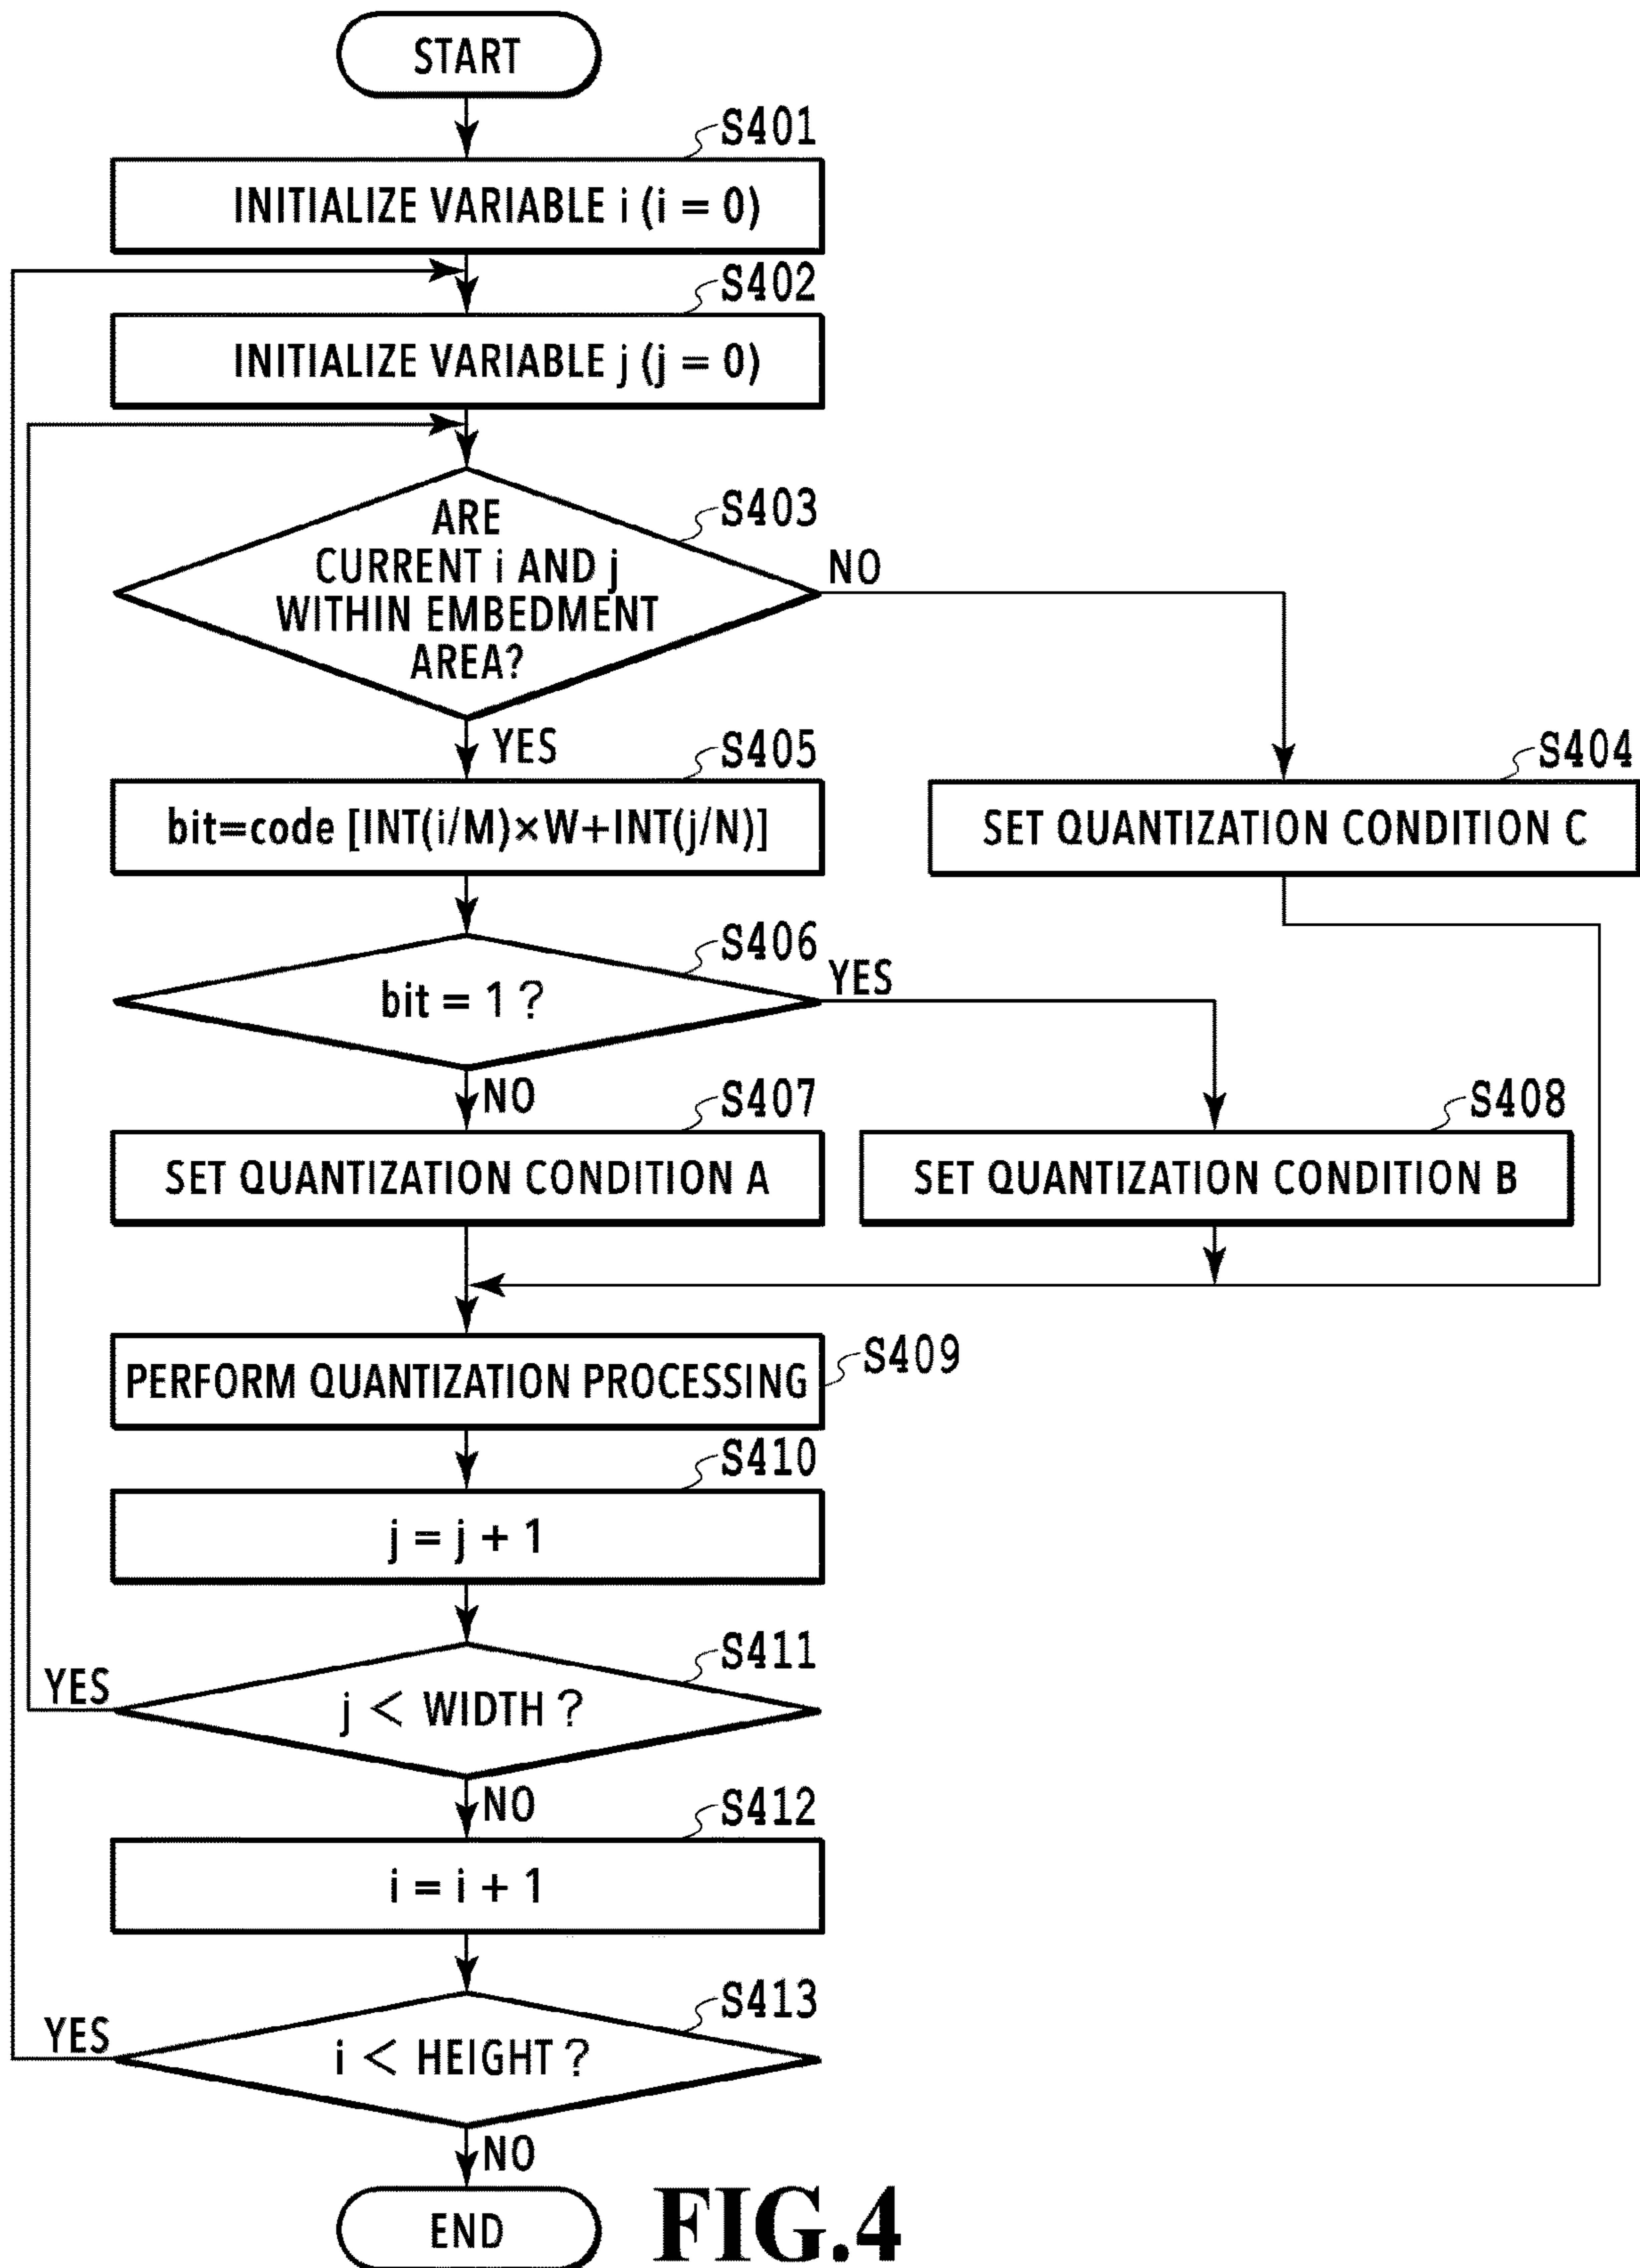 START
S401
INITIALIZE VARIABLE i (i = 0)
S402
INITIALIZE VARIABLE j (j = 0)
S403
ARE
CURRENT i AND j
WITHIN EMBEDMENT
AREA?
NO
YES
S405
S404
bit=code [INT(i/M)×W+INT(j/N)]
SET QUANTIZATION CONDITION C
S406
YES
bit = 1 ?
NO
S407
S408
SET QUANTIZATION CONDITION A
SET QUANTIZATION CONDITION B
PERFORM QUANTIZATION PROCESSING
S409
S410
j = j + 1
S411
YES
j < WIDTH ?
NO
S412
i = i + 1
S413
YES
i < HEIGHT ?
NO
END
FIG.4